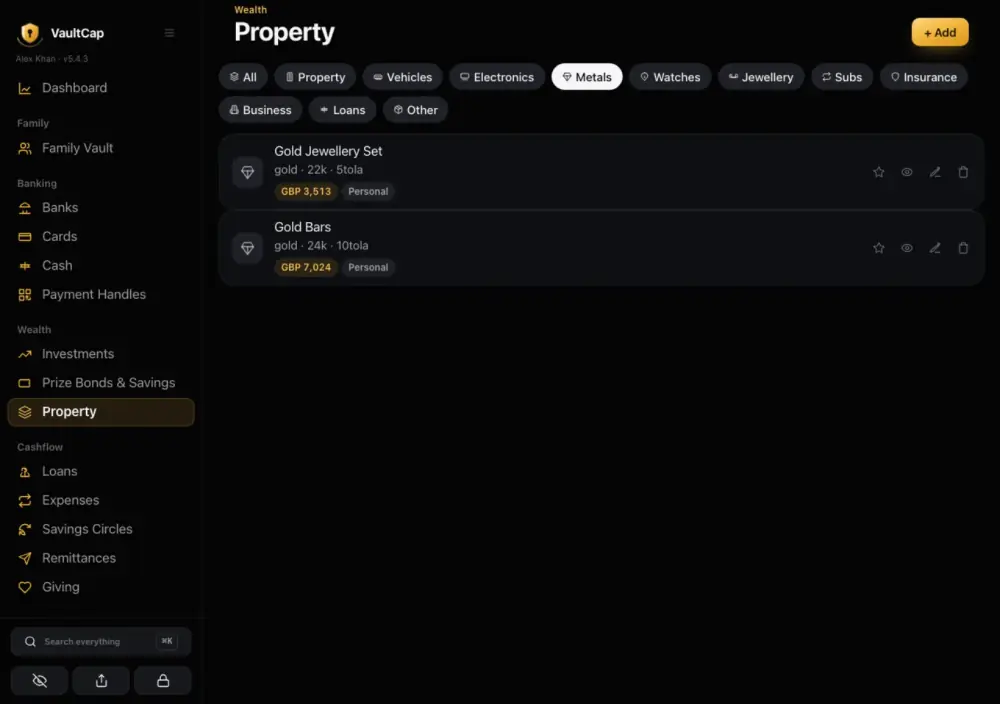 VaultCap
Alex Khan · v5.4.3
Dashboard
Family
Family Vault
Banking
Banks
Cards
Cash
Payment Handles
Wealth
Investments
Prize Bonds & Savings
Property
Cashflow
Loans
Expenses
Savings Circles
Remittances
Giving
Search everything ⌘K
Wealth
Property
+ Add
All Property Vehicles Electronics Metals Watches Jewellery Subs Insurance
Business Loans Other
Gold Jewellery Set
gold · 22k · 5tola
GBP 3,513 Personal
Gold Bars
gold · 24k · 10tola
GBP 7,024 Personal